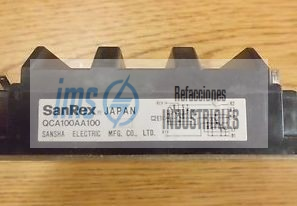 ims
SanRex® JAPAN
QCA100AA100
SANSHA ELECTRIC MFG. CO., LTD.
Refacciones
INDUSTRIALES